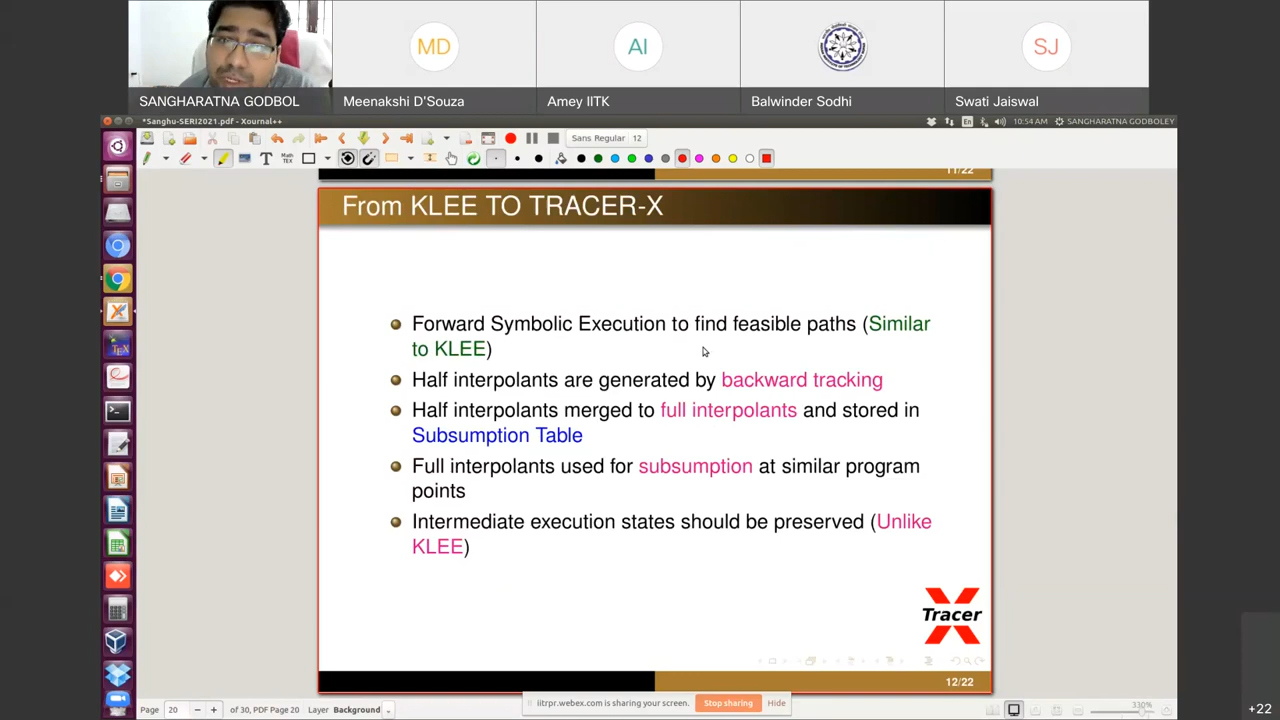 MD
AI
SJ
SANGHARATNA GODBOL
Meenakshi D'Souza
Amey IITK
Balwinder Sodhi
Swati Jaiswal
*Sanghu-SERI2021.pdf - Xournal++
En
10:54 AM
SANGHARATNA GODBOLEY
Sans Regular
12
11/22
From KLEE TO TRACER-X
Forward Symbolic Execution to find feasible paths (Similar
to KLEE)
Half interpolants are generated by backward tracking
Half interpolants merged to full interpolants and stored in
Subsumption Table
Full interpolants used for subsumption at similar program
points
Intermediate execution states should be preserved (Unlike
KLEE)
Tracer
X
12/22
iitrpr.webex.com is sharing your screen.
Stop sharing
Hide
Page
20
of 30, PDF Page 20
Layer
Background
330%
+22